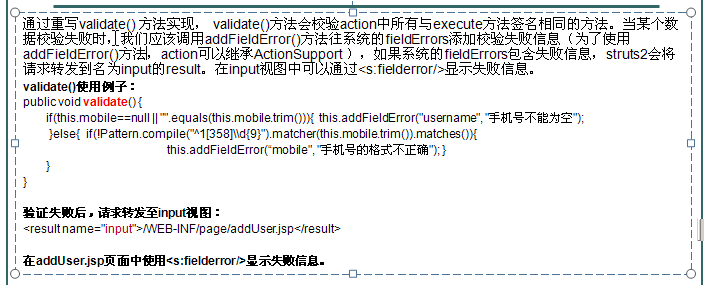 通过重写validate() 方法实现， validate()方法会校验action中所有与execute方法签名相同的方法。当某个数
据校验失败时，我们应该调用addFieldError()方法往系统的fieldErrors添加校验失败信息（为了使用
addFieldError()方法，action可以继承ActionSupport ），如果系统的fieldErrors包含失败信息，struts2会将
请求转发到名为input的result。在input视图中可以通过<s:fielderror/>显示失败信息。
validate()使用例子：
public void validate() {
if(this.mobile==null || "".equals(this.mobile.trim())){ this.addFieldError("username", "手机号不能为空");
}else{ if(!Pattern.compile("^1[358]\\d{9}").matcher(this.mobile.trim()).matches()){
this.addFieldError(“mobile", "手机号的格式不正确"); }
}
}
验证失败后，请求转发至input视图：
<result name="input">/WEB-INF/page/addUser.jsp</result>
在addUser.jsp页面中使用<s:fielderror/>显示失败信息。